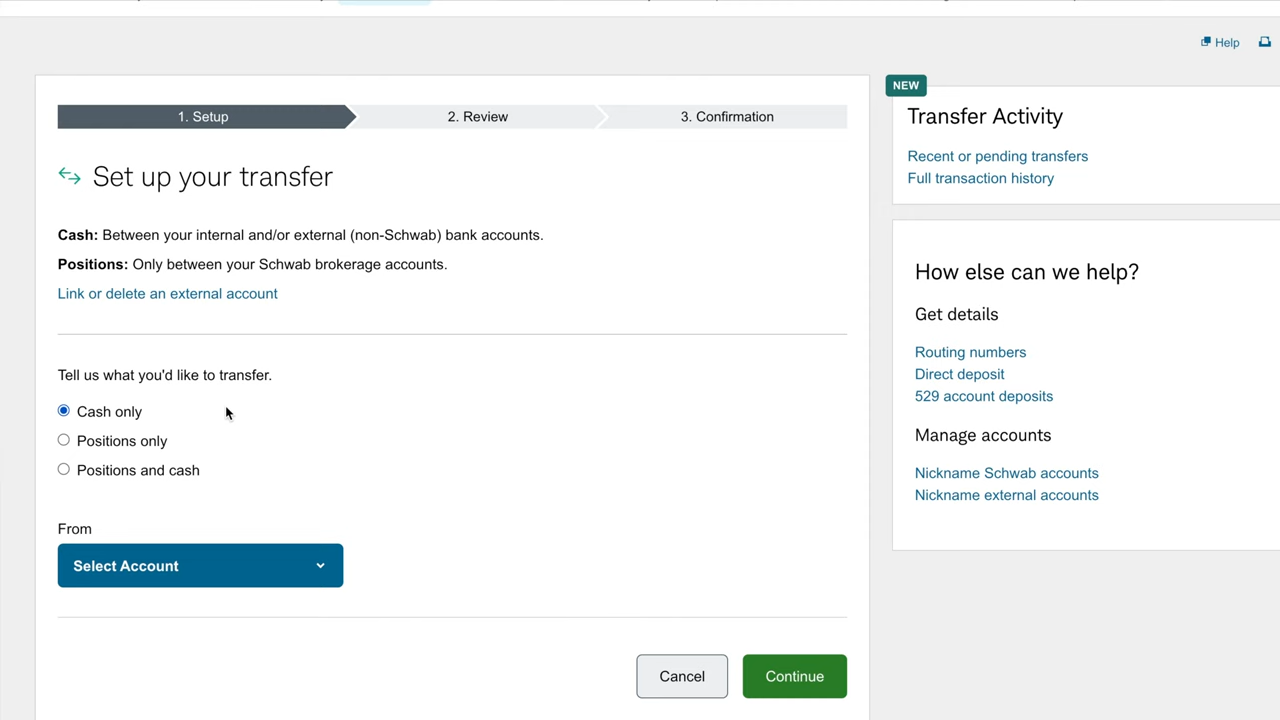 Help
1. Setup
2. Review
3. Confirmation
Set up your transfer
Cash: Between your internal and/or external (non-Schwab) bank accounts.
Positions: Only between your Schwab brokerage accounts.
Link or delete an external account
Tell us what you'd like to transfer.
Cash only
Positions only
Positions and cash
From
Select Account
Cancel
Continue
NEW
Transfer Activity
Recent or pending transfers
Full transaction history
How else can we help?
Get details
Routing numbers
Direct deposit
529 account deposits
Manage accounts
Nickname Schwab accounts
Nickname external accounts